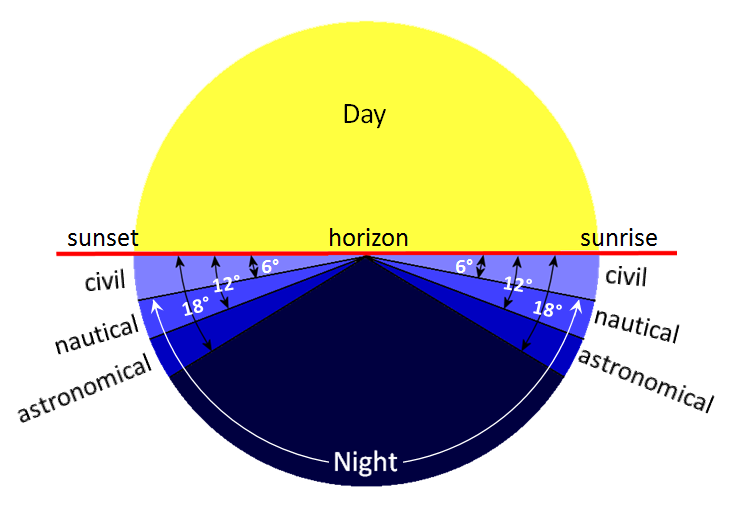 Day
sunset horizon sunrise
civil 6° 6° civil
12° 12°
18° 18°
nautical nautical
astronomical astronomical
Night